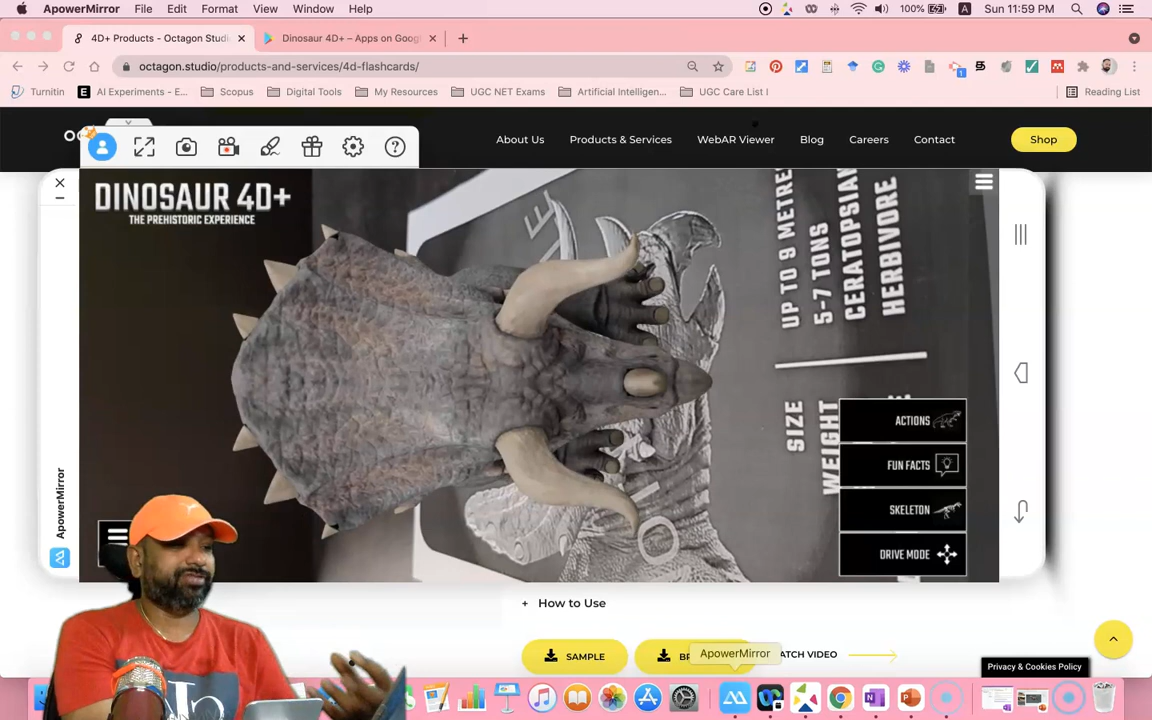 ApowerMirror File Edit Format View Window Help 100% A Sun 11:59 PM
4D+ Products - Octagon Studi
Dinosaur 4D+ – Apps on Googl
octagon.studio/products-and-services/4d-flashcards/
Turnitin AI Experiments - E... Scopus Digital Tools My Resources UGC NET Exams Artificial Intelligen... UGC Care List I Reading List
About Us Products & Services WebAR Viewer Blog Careers Contact Shop
DINOSAUR 4D+
THE PREHISTORIC EXPERIENCE
SIZE UP TO 9 METRE
WEIGHT 5-7 TONS
CERATOPSIAN
HERBIVORE
ACTIONS
FUN FACTS
SKELETON
DRIVE MODE
ApowerMirror
+ How to Use
SAMPLE
ApowerMirror
ATCH VIDEO
Privacy & Cookies Policy